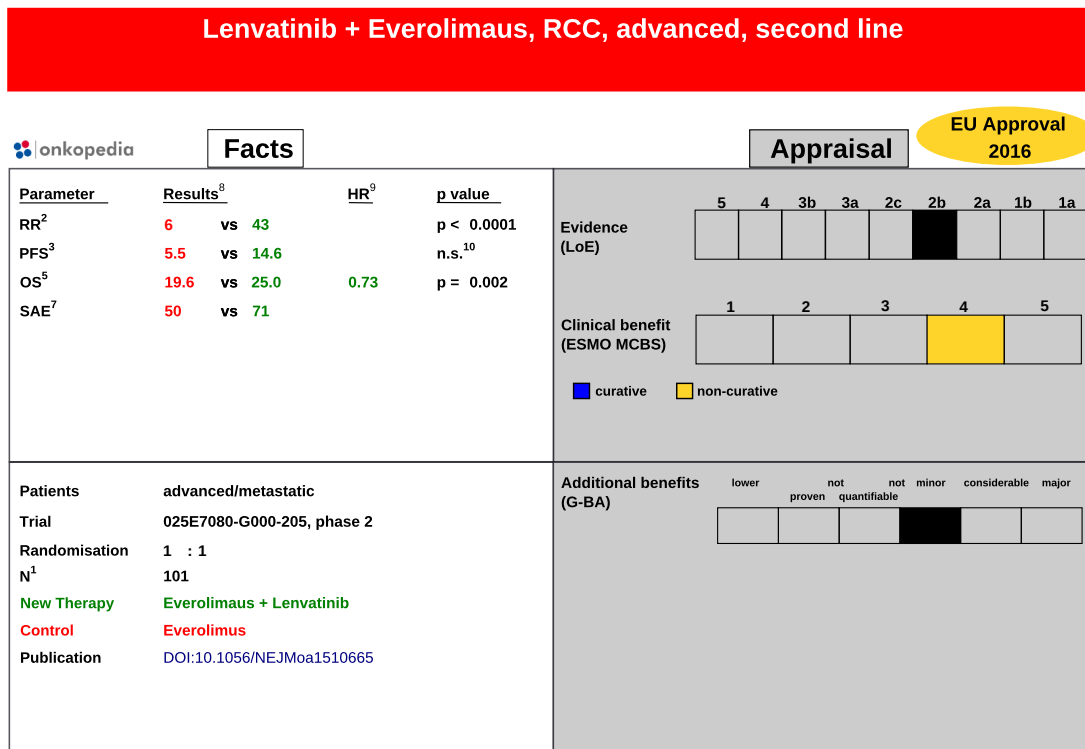 Lenvatinib + Everolimaus, RCC, advanced, second line
EU Approval
2016
onkopedia
Facts
Appraisal
Parameter Results8 HR9 p value
RR2 6 vs 43 p < 0.0001
PFS3 5.5 vs 14.6 n.s.10
OS5 19.6 vs 25.0 0.73 p = 0.002
SAE7 50 vs 71
5 4 3b 3a 2c 2b 2a 1b 1a
Evidence
(LoE)
1 2 3 4 5
Clinical benefit
(ESMO MCBS)
curative non-curative
Patients advanced/metastatic
Trial 025E7080-G000-205, phase 2
Randomisation 1 : 1
N1 101
New Therapy Everolimaus + Lenvatinib
Control Everolimus
Publication DOI:10.1056/NEJMoa1510665
Additional benefits
(G-BA)
lower not not minor considerable major
proven quantifiable